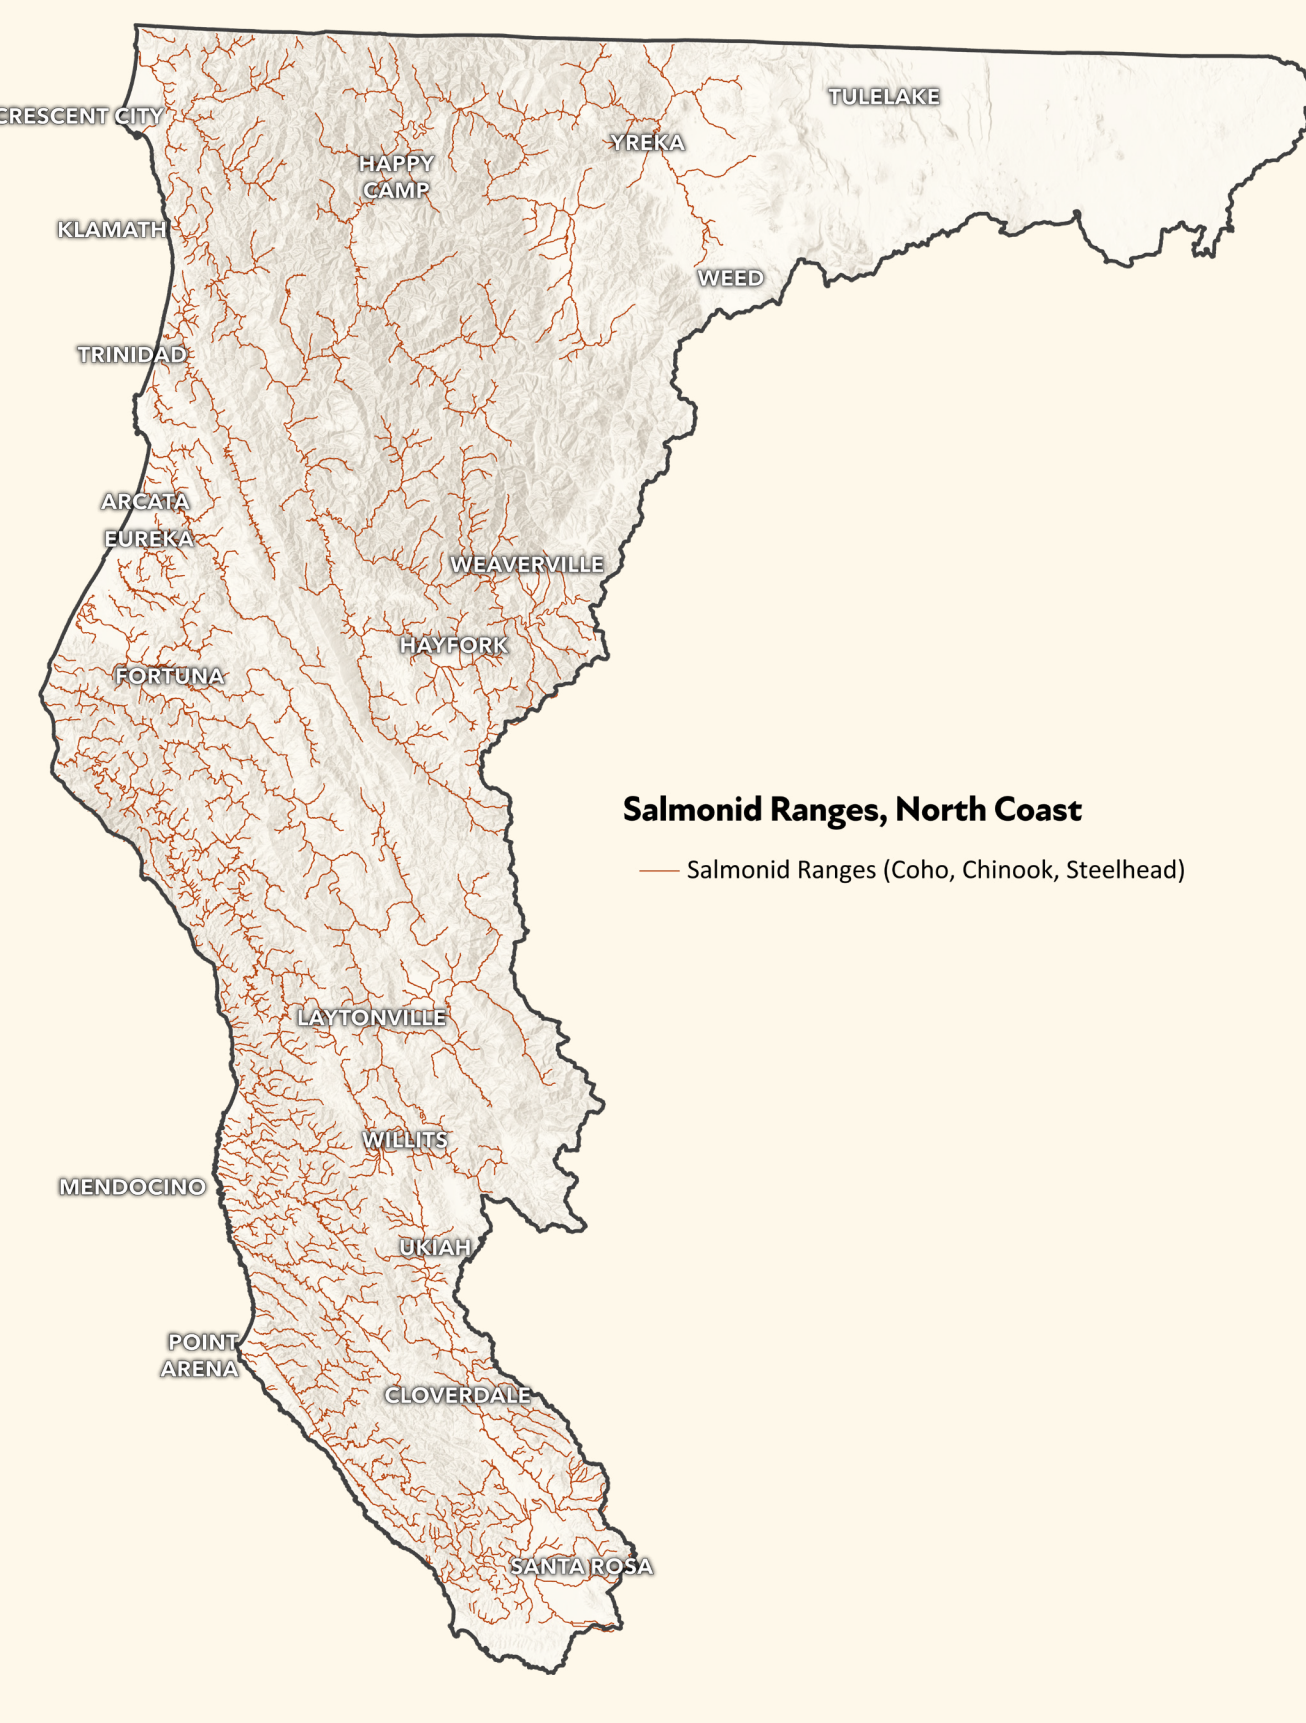 TULELAKE
CRESCENT CITY
YREKA
HAPPY
CAMP
KLAMATH
WEED
TRINIDAD
ARCATA
EUREKA
WEAVERVILLE
HAYFORK
FORTUNA
Salmonid Ranges, North Coast
Salmonid Ranges (Coho, Chinook, Steelhead)
LAYTONVILLE
WILLITS
MENDOCINO
UKIAH
POINT
ARENA
CLOVERDALE
SANTA ROSA